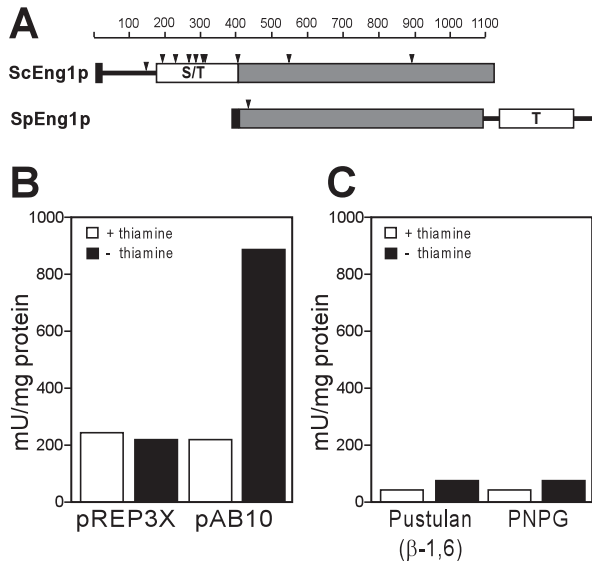 A
100 200 300 400 500 600 700 800 900 1000 1100
ScEng1p
S/T
SpEng1p
T
B
1000
800
600
400
200
0
mU/mg protein
+ thiamine
- thiamine
pREP3X pAB10
C
1000
800
600
400
200
0
mU/mg protein
+ thiamine
- thiamine
Pustulan PNPG
(β-1,6)